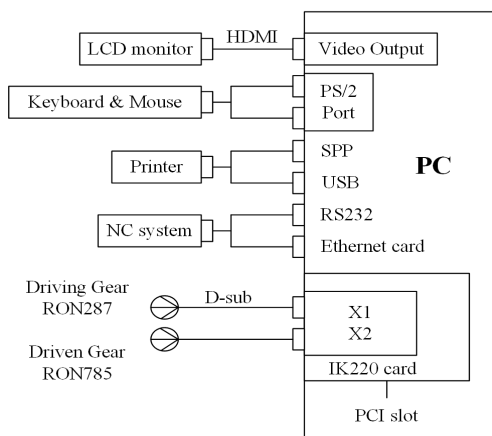 LCD monitor
HDMI
Video Output
Keyboard & Mouse
PS/2
Port
Printer
SPP
USB
PC
NC system
RS232
Ethernet card
Driving Gear
RON287
D-sub
X1
X2
Driven Gear
RON785
IK220 card
PCI slot